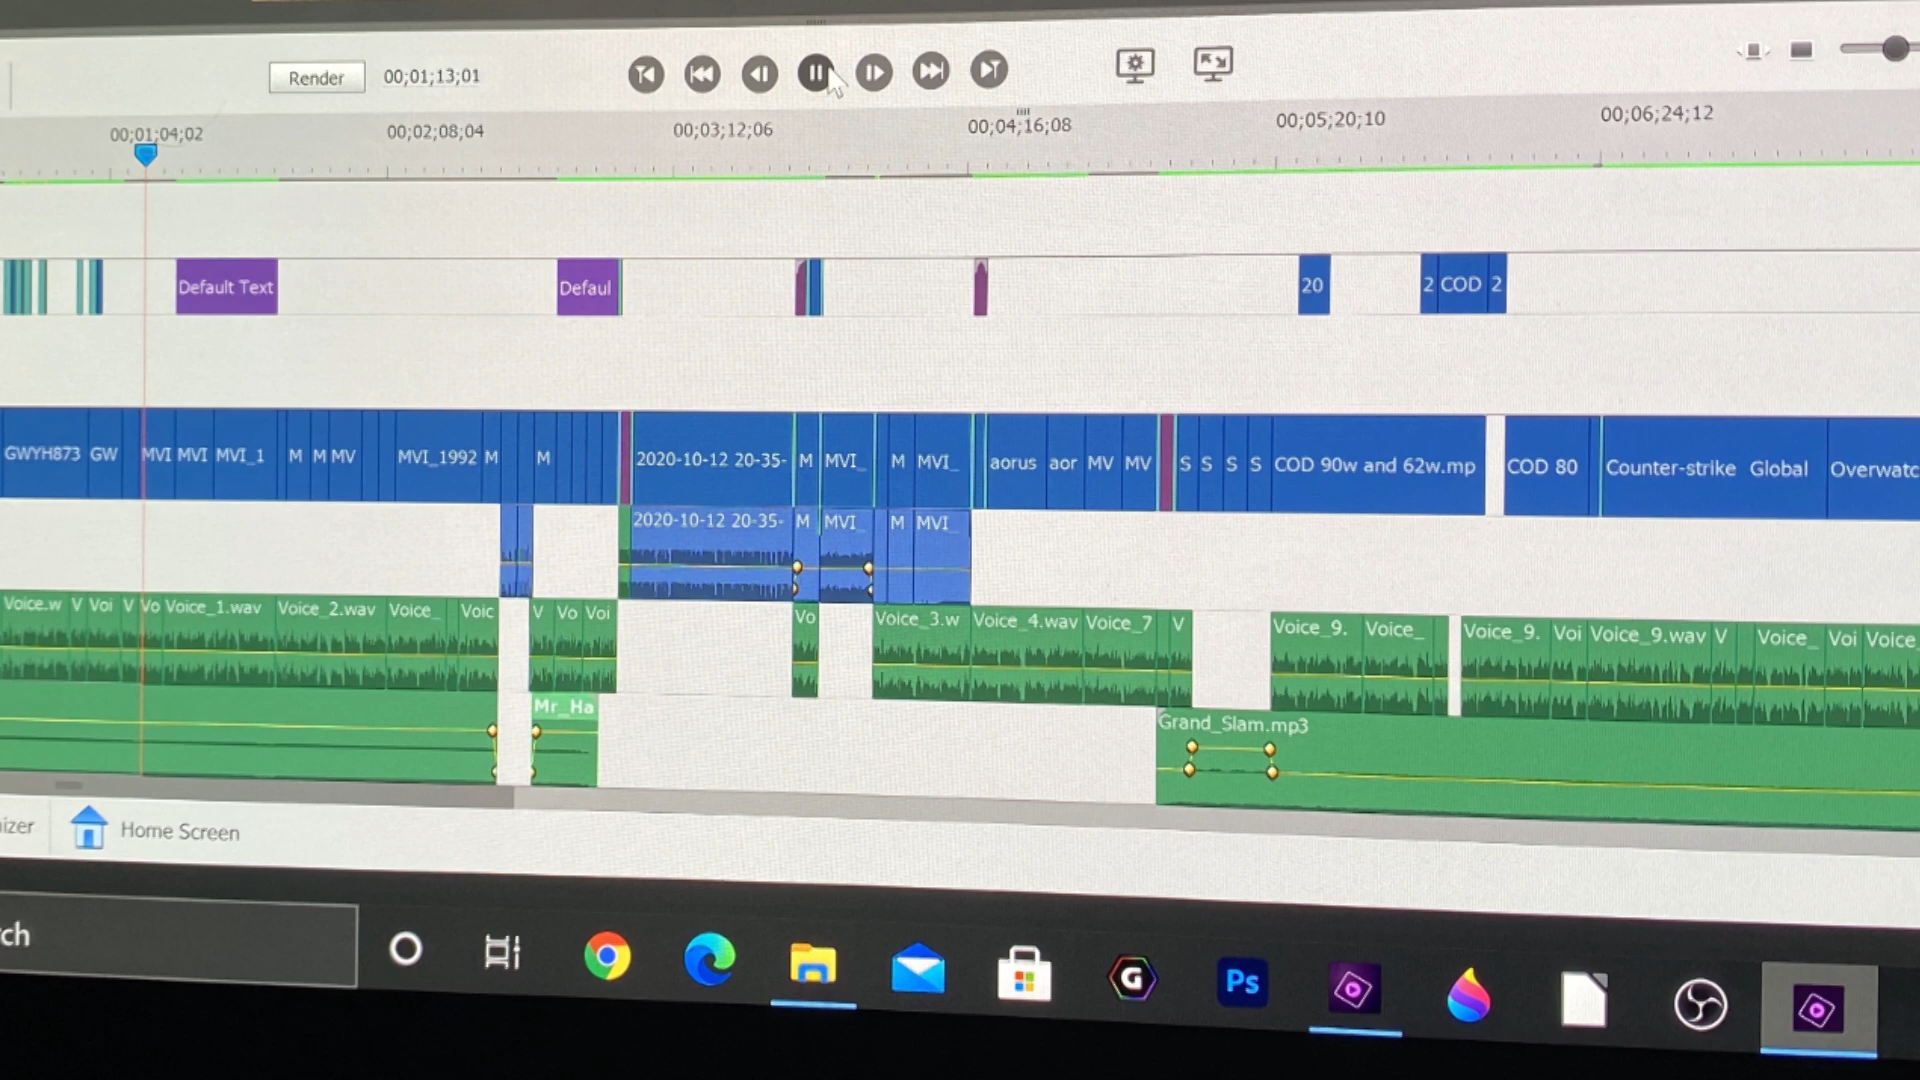 Render 00;01;13;01
00;01;04;02 00;02;08;04 00;03;12;06 00;04;16;08 00;05;20;10 00;06;24;12
Default Text Defaul 20 2 COD 2
GWYH873 GW MVI MVI MVI_1 M M MV MVI_1992 M M 2020-10-12 20-35- M MVI_ M MVI_ aorus aor MV MV S S S S COD 90w and 62w.mp COD 80 Counter-strike Global Overwatc
2020-10-12 20-35- M MVI_ M MVI_
Voice.w V Voi V Vo Voice_1.wav Voice_2.wav Voice_ Voic V Vo Voi Vo Voice_3.w Voice_4.wav Voice_7 V Voice_9. Voice_ Voice_9. Voi Voice_9.wav V Voice_ Voi Voice_
Mr_Ha Grand_Slam.mp3
izer Home Screen
ch
G Ps